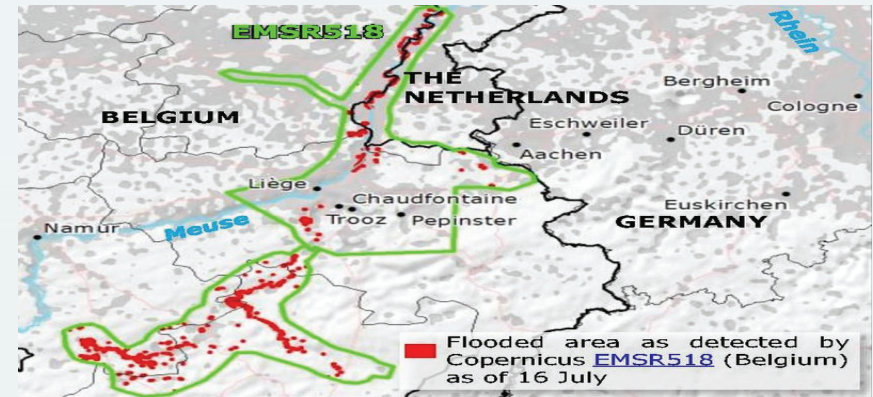 EMSR518
Rhein
THE
NETHERLANDS
Bergheim
Cologne
BELGIUM
Eschweiler
Düren
Aachen
Liège
Chaudfontaine
Euskirchen
Trooz
Pepinster
GERMANY
Namur
Meuse
Flooded area as detected by
Copernicus EMSR518 (Belgium)
as of 16 July